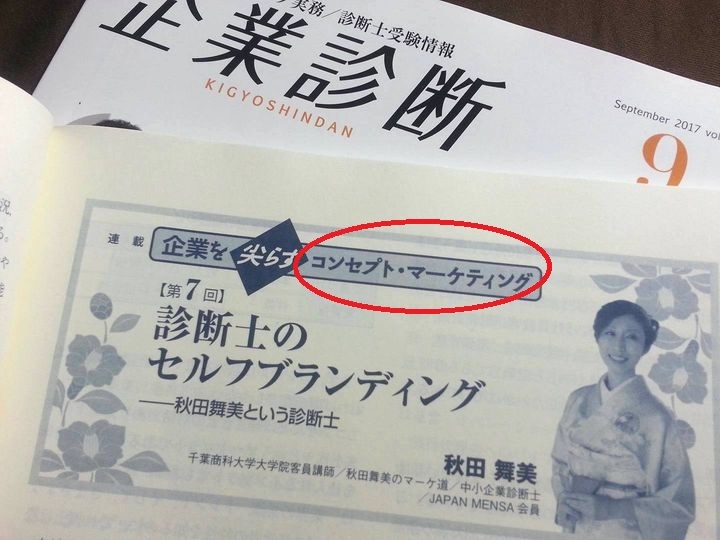 実務／診断士受験情報
企業診断
KIGYOSHINDAN
September 2017 vol
9
連載 企業を尖らす コンセプト・マーケティング
【第7回】
診断士の
セルフブランディング
――秋田舞美という診断士
秋田 舞美
千葉商科大学大学院客員講師／秋田舞美のマーケ道／中小企業診断士
／JAPAN MENSA 会員
況,
る。
ゃ
を